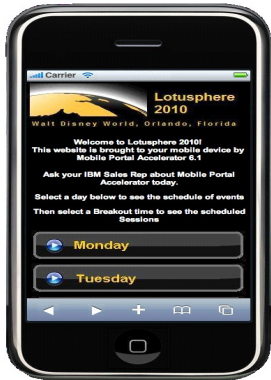 Carrier
Lotusphere
2010
Walt Disney World, Orlando, Florida
Welcome to Lotusphere 2010!
This website is brought to your mobile device by
Mobile Portal Accelerator 6.1
Ask your IBM Sales Rep about Mobile Portal
Accelerator today.
Select a day below to see the schedule of events
Then select a Breakout time to see the scheduled
Sessions
Monday
Tuesday